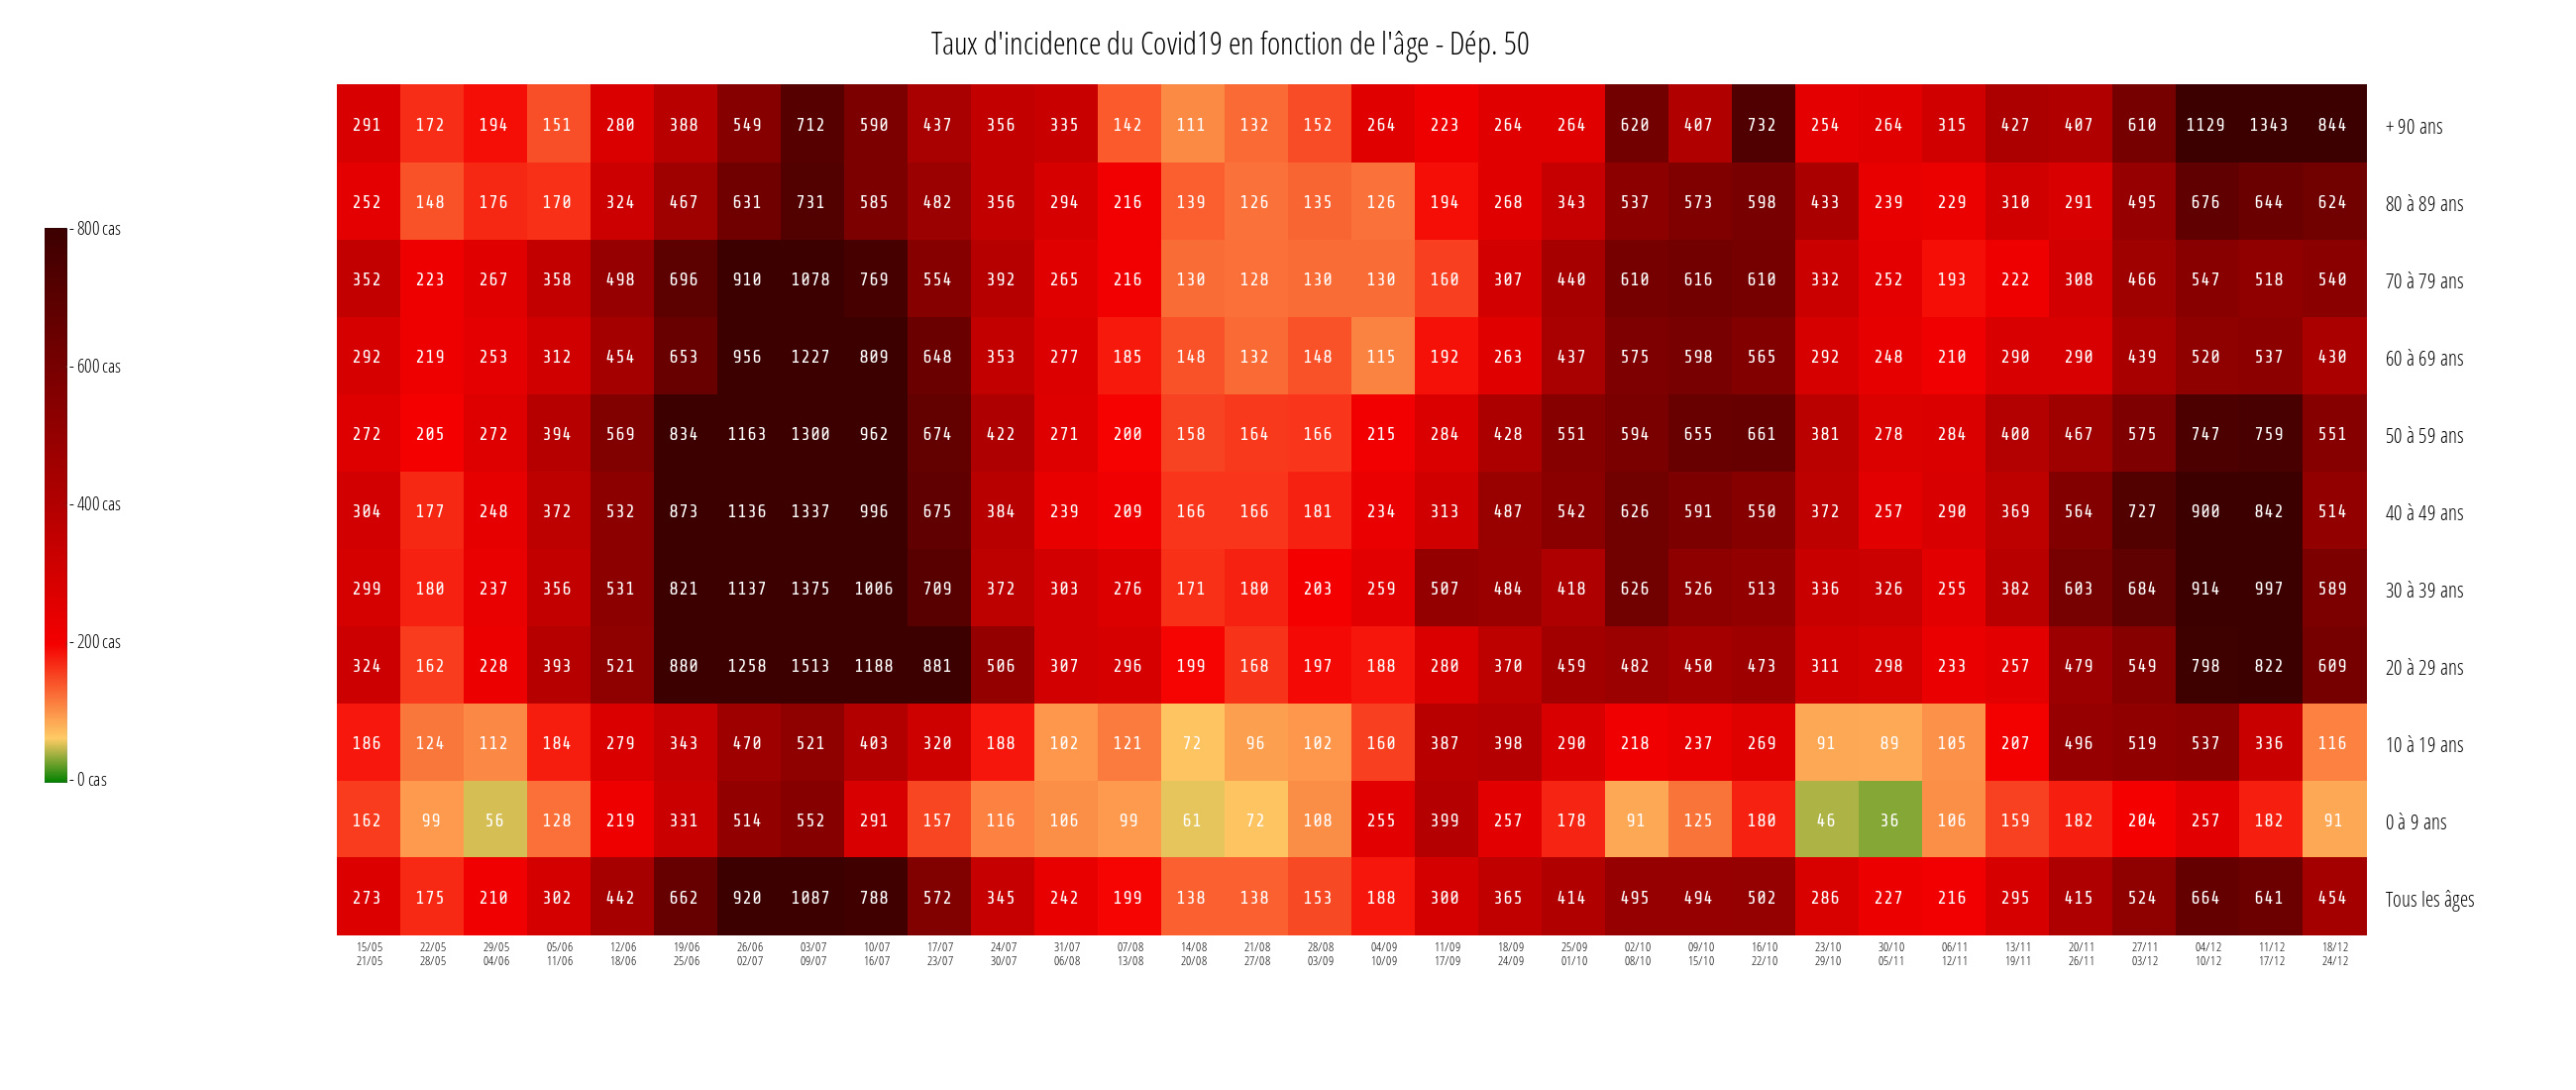 Taux d'incidence du Covid19 en fonction de l'âge - Dép. 50
291 172 194 151 280 388 549 712 590 437 356 335 142 111 132 152 264 223 264 264 620 407 732 254 264 315 427 407 610 1129 1343 844 + 90 ans
252 148 176 170 324 467 631 731 585 482 356 294 216 139 126 135 126 194 268 343 537 573 598 433 239 229 310 291 495 676 644 624 80 à 89 ans
352 223 267 358 498 696 910 1078 769 554 392 265 216 130 128 130 130 160 307 440 610 616 610 332 252 193 222 308 466 547 518 540 70 à 79 ans
292 219 253 312 454 653 956 1227 809 648 353 277 185 148 132 148 115 192 263 437 575 598 565 292 248 210 290 290 439 520 537 430 60 à 69 ans
272 205 272 394 569 834 1163 1300 962 674 422 271 200 158 164 166 215 284 428 551 594 655 661 381 278 284 400 467 575 747 759 551 50 à 59 ans
304 177 248 372 532 873 1136 1337 996 675 384 239 209 166 166 181 234 313 487 542 626 591 550 372 257 290 369 564 727 900 842 514 40 à 49 ans
299 180 237 356 531 821 1137 1375 1006 709 372 303 276 171 180 203 259 507 484 418 626 526 513 336 326 255 382 603 684 914 997 589 30 à 39 ans
324 162 228 393 521 880 1258 1513 1188 881 506 307 296 199 168 197 188 280 370 459 482 450 473 311 298 233 257 479 549 798 822 609 20 à 29 ans
186 124 112 184 279 343 470 521 403 320 188 102 121 72 96 102 160 387 398 290 218 237 269 91 89 105 207 496 519 537 336 116 10 à 19 ans
162 99 56 128 219 331 514 552 291 157 116 106 99 61 72 108 255 399 257 178 91 125 180 46 36 106 159 182 204 257 182 91 0 à 9 ans
273 175 210 302 442 662 920 1087 788 572 345 242 199 138 138 153 188 300 365 414 495 494 502 286 227 216 295 415 524 664 641 454 Tous les âges
15/05 22/05 29/05 05/06 12/06 19/06 26/06 03/07 10/07 17/07 24/07 31/07 07/08 14/08 21/08 28/08 04/09 11/09 18/09 25/09 02/10 09/10 16/10 23/10 30/10 06/11 13/11 20/11 27/11 04/12 11/12 18/12
21/05 28/05 04/06 11/06 18/06 25/06 02/07 09/07 16/07 23/07 30/07 06/08 13/08 20/08 27/08 03/09 10/09 17/09 24/09 01/10 08/10 15/10 22/10 29/10 05/11 12/11 19/11 26/11 03/12 10/12 17/12 24/12
- 800 cas
- 600 cas
- 400 cas
- 200 cas
- 0 cas